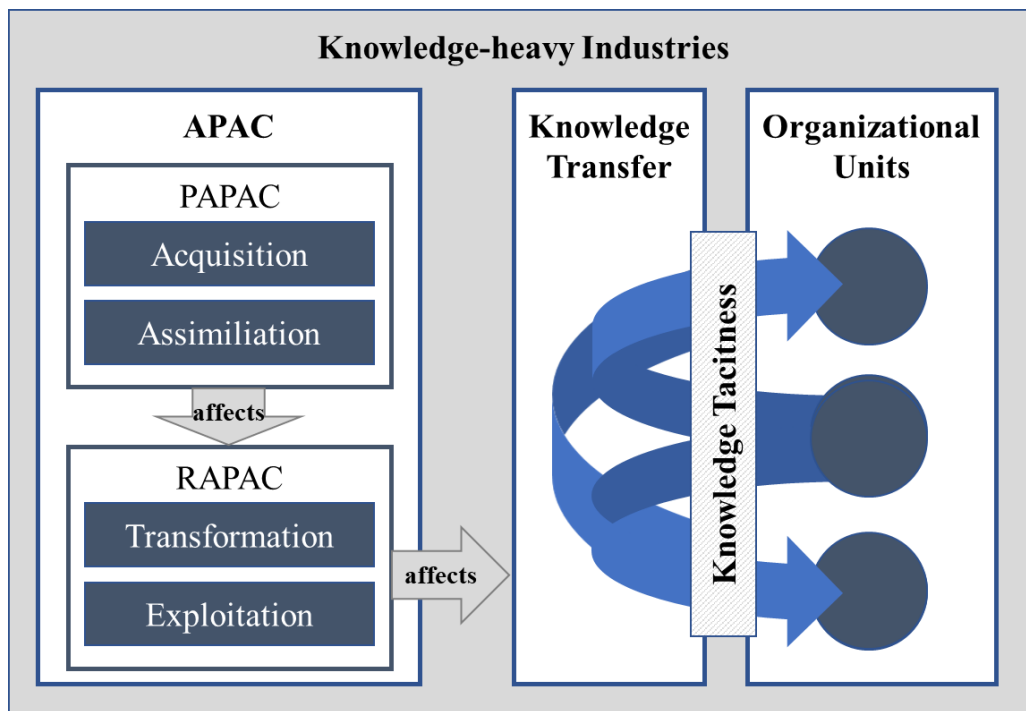 Knowledge-heavy Industries
APAC
PAPAC
Acquisition
Assimiliation
affects
RAPAC
Transformation
Exploitation
affects
Knowledge
Transfer
Knowledge Tacitness
Organizational
Units